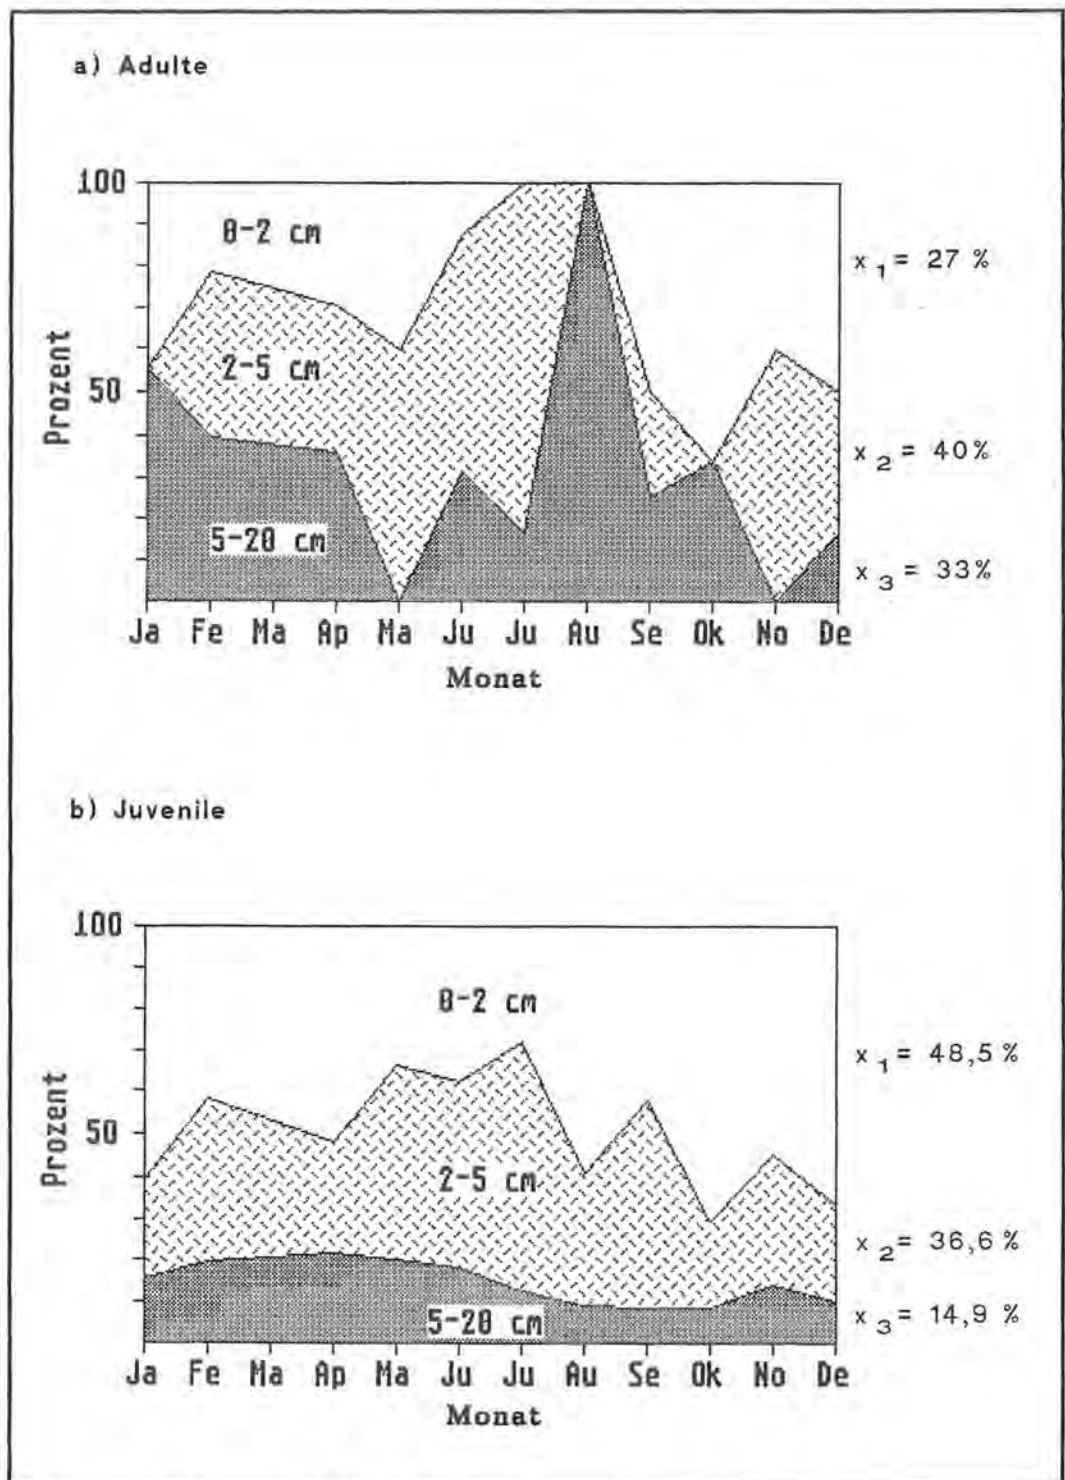 a) Adulte
100
0-2 cm
x 1 = 27 %
2-5 cm
50
Prozent
x 2 = 40%
5-20 cm
x 3 = 33%
Ja Fe Ma Ap Ma Ju Ju Au Se Ok No De
Monat
b) Juvenile
100
0-2 cm
x 1 = 48,5 %
50
Prozent
2-5 cm
x 2 = 36,6 %
5-20 cm
x 3 = 14,9 %
Ja Fe Ma Ap Ma Ju Ju Au Se Ok No De
Monat